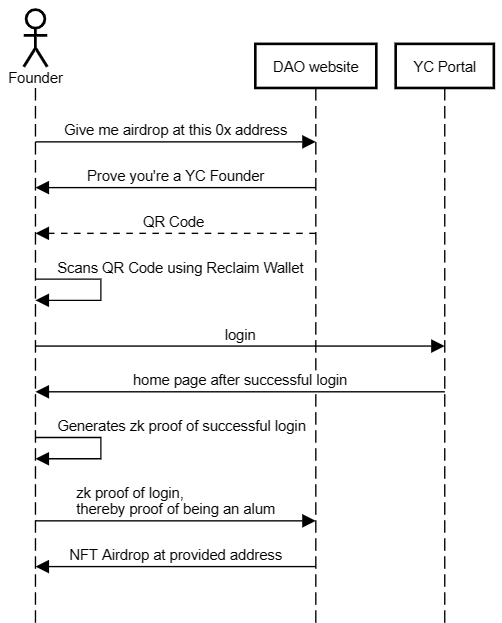 Founder
DAO website
YC Portal
Give me airdrop at this 0x address
Prove you're a YC Founder
QR Code
Scans QR Code using Reclaim Wallet
login
home page after successful login
Generates zk proof of successful login
zk proof of login,
thereby proof of being an alum
NFT Airdrop at provided address